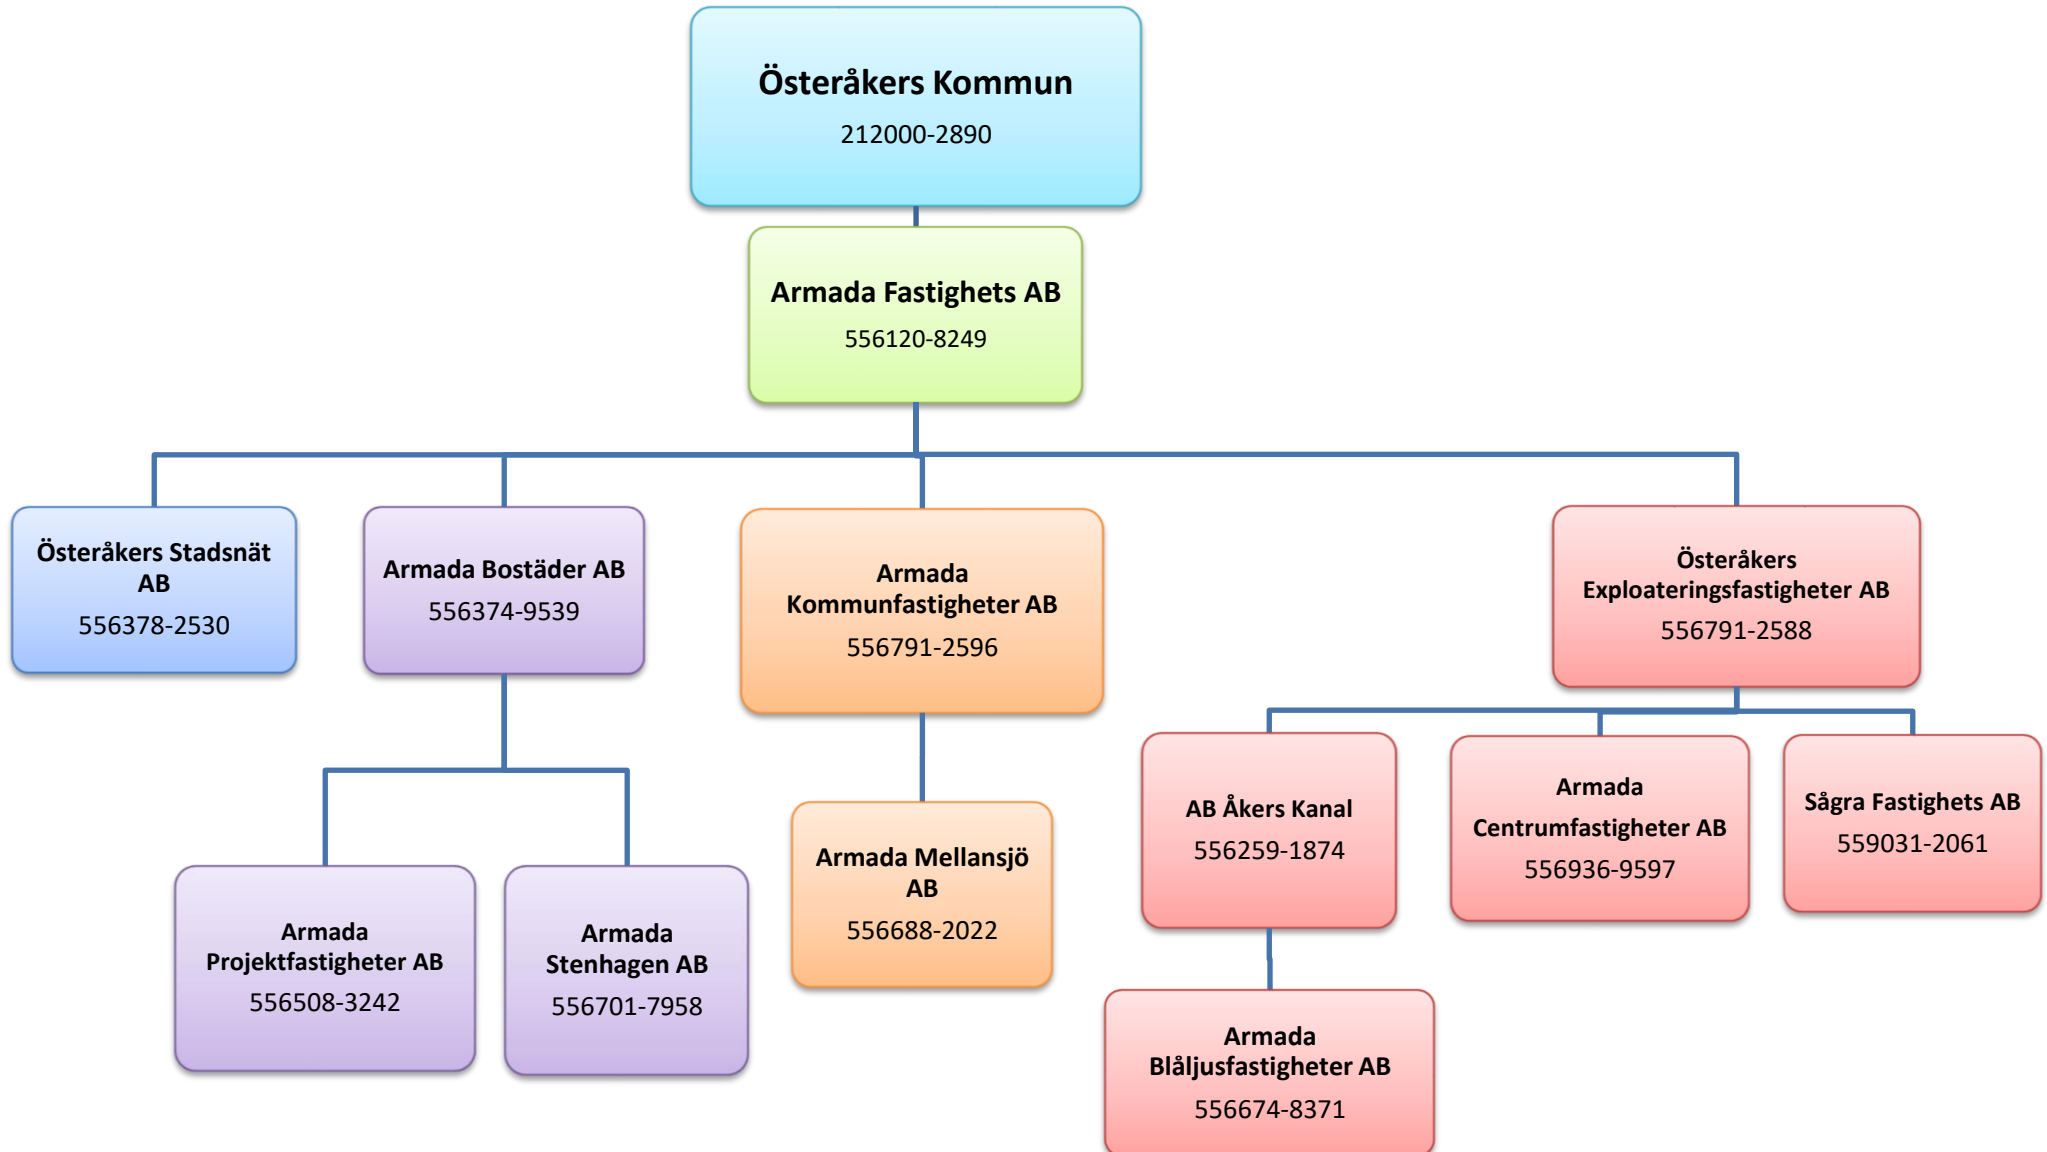 Österåkers Kommun
212000-2890
Armada Fastighets AB
556120-8249
Österåkers Stadsnät
AB
556378-2530
Armada Bostäder AB
556374-9539
Armada
Kommunfastigheter AB
556791-2596
Österåkers
Exploateringsfastigheter AB
556791-2588
Armada
Projektfastigheter AB
556508-3242
Armada
Stenhagen AB
556701-7958
Armada Mellansjö
AB
556688-2022
AB Åkers Kanal
556259-1874
Armada
Centrumfastigheter AB
556936-9597
Sågra Fastighets AB
559031-2061
Armada
Blåljusfastigheter AB
556674-8371